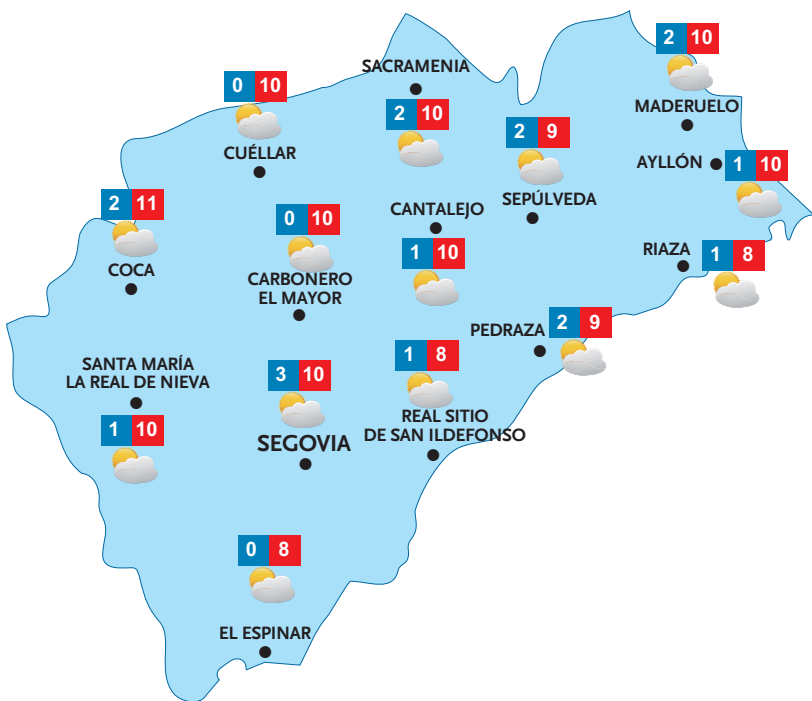 2 10
MADERUELO
SACRAMENIA
2 10
0 10
CUÉLLAR
2 9
SEPÚLVEDA
AYLLÓN
1 10
2 11
COCA
0 10
CARBONERO
EL MAYOR
CANTALEJO
1 10
RIAZA
1 8
PEDRAZA
2 9
SANTA MARÍA
LA REAL DE NIEVA
1 10
3 10
SEGOVIA
1 8
REAL SITIO
DE SAN ILDEFONSO
0 8
EL ESPINAR